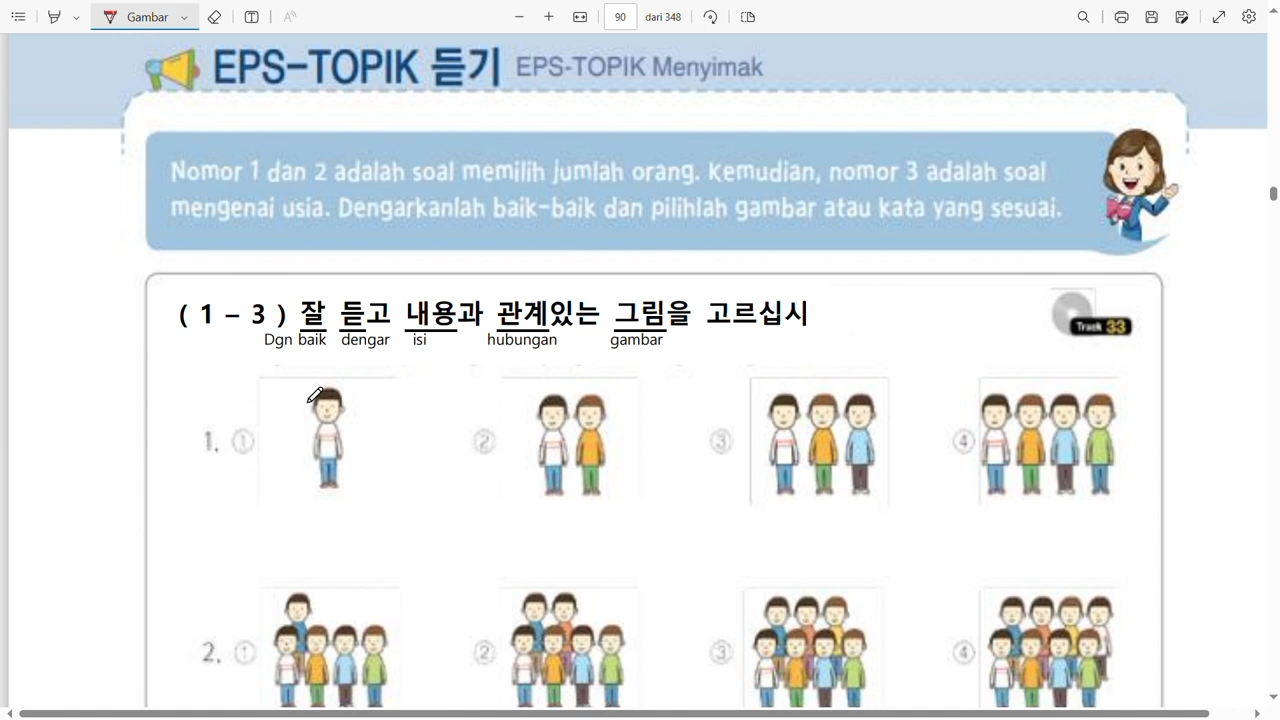 Gambar
90
dari 348
EPS-TOPIK 듣기 EPS-TOPIK Menyimak
Nomor 1 dan 2 adalah soal memilih jumlah orang. Kemudian, nomor 3 adalah soal
mengenai usia. Dengarkanlah baik-baik dan pilihlah gambar atau kata yang sesuai.
( 1 – 3 ) 잘 듣고 내용과 관계있는 그림을 고르십시
Dgn baik dengar isi hubungan gambar
Track 33
1. ① ② ③ ④
2. ① ② ③ ④